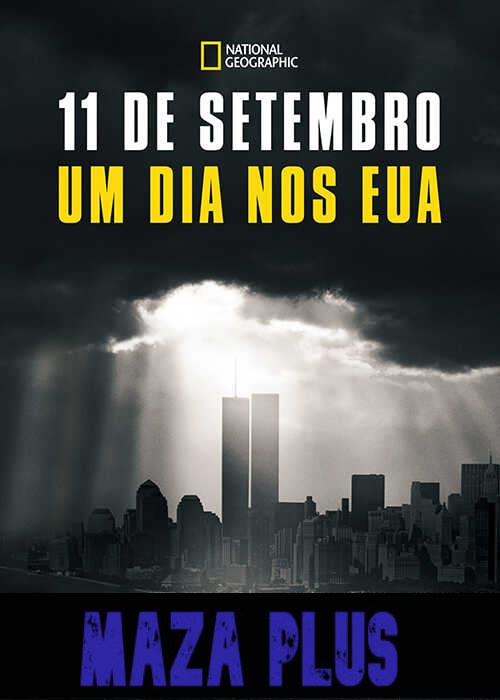 NATIONAL
GEOGRAPHIC
11 DE SETEMBRO
UM DIA NOS EUA
MAZA PLUS